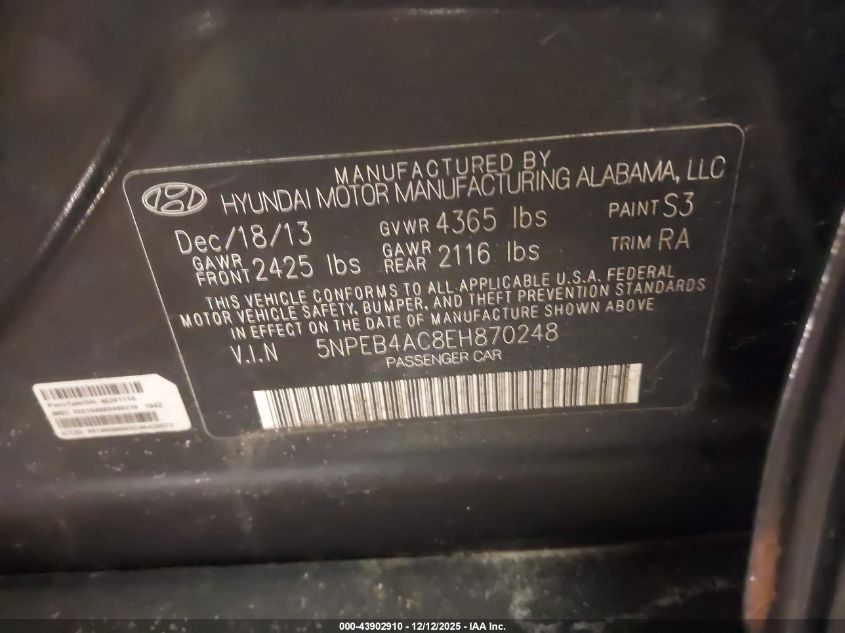 MANUFACTURED BY
HYUNDAI MOTOR MANUFACTURING ALABAMA, LLC
Dec/18/13 GVWR 4365 lbs PAINT S3
GAWR FRONT 2425 lbs GAWR REAR 2116 lbs TRIM RA
THIS VEHICLE CONFORMS TO ALL APPLICABLE U.S.A. FEDERAL
MOTOR VEHICLE SAFETY, BUMPER, AND THEFT PREVENTION STANDARDS
IN EFFECT ON THE DATE OF MANUFACTURE SHOWN ABOVE.
V.I.N 5NPEB4AC8EH870248
PASSENGER CAR
000-43902910 - 12/12/2025 - IAA Inc.